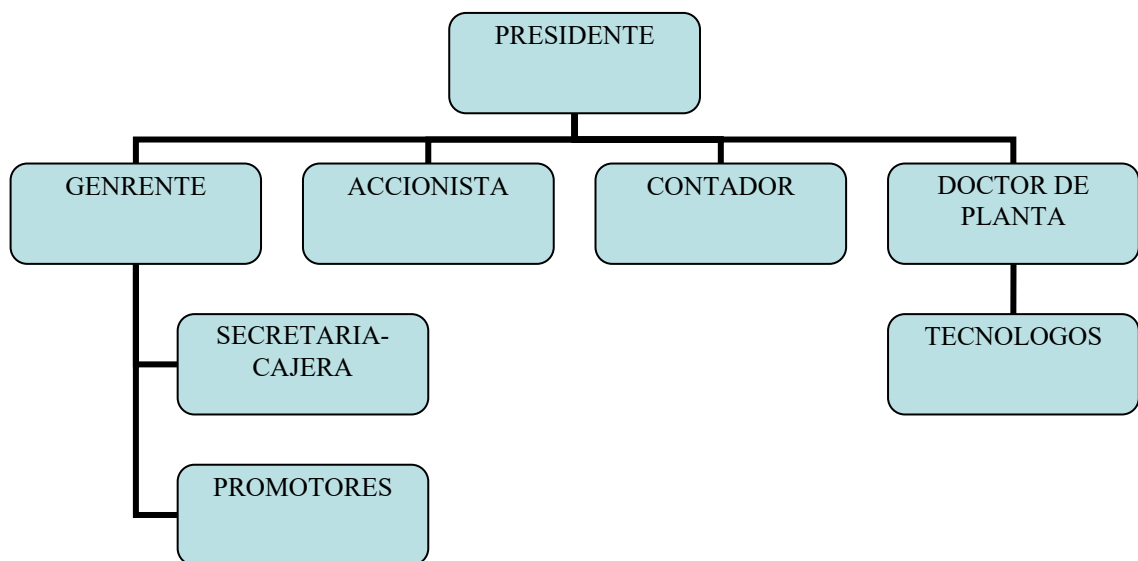 PRESIDENTE
GENRENTE
ACCIONISTA
CONTADOR
DOCTOR DE
PLANTA
SECRETARIA-
CAJERA
TECNOLOGOS
PROMOTORES